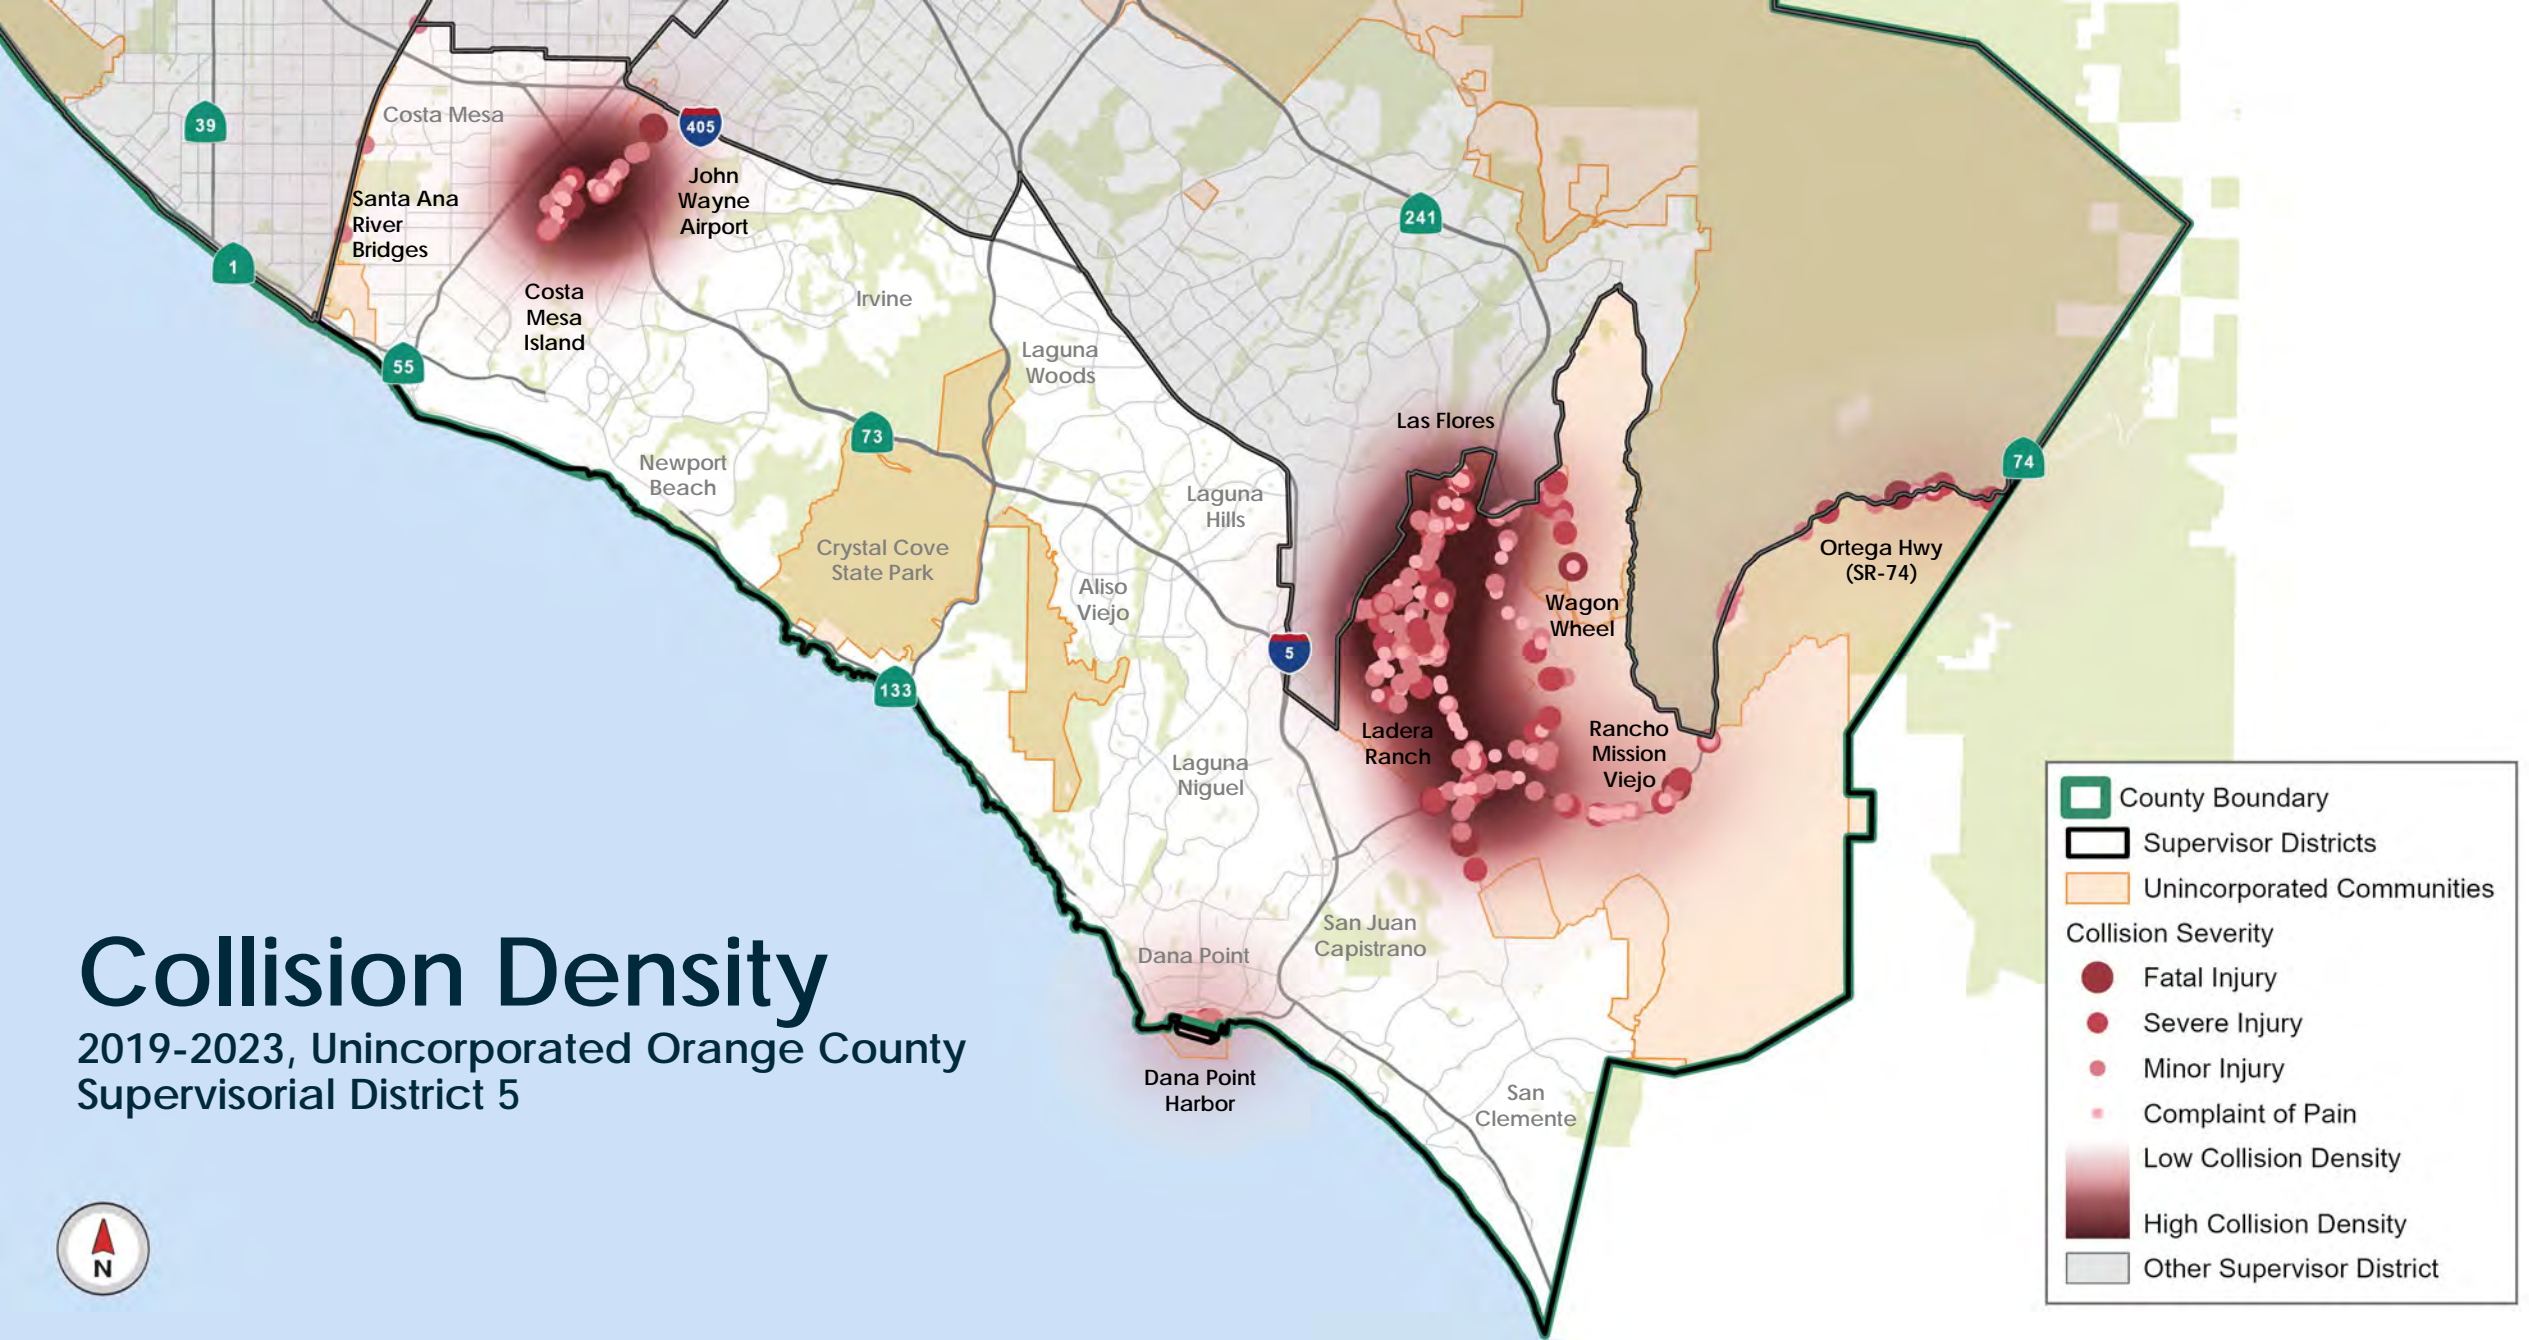 Costa Mesa
39
405
John
Wayne
Airport
Santa Ana
River
Bridges
1
241
Costa
Mesa
Island
Irvine
55
Laguna
Woods
73
Las Flores
Newport
Beach
74
Laguna
Hills
Crystal Cove
State Park
Ortega Hwy
(SR-74)
Aliso
Viejo
Wagon
Wheel
5
133
Ladera
Ranch
Rancho
Mission
Viejo
Laguna
Niguel
San Juan
Capistrano
Dana Point
Dana Point
Harbor
San
Clemente
Collision Density
2019-2023, Unincorporated Orange County
Supervisorial District 5
N
County Boundary
Supervisor Districts
Unincorporated Communities
Collision Severity
Fatal Injury
Severe Injury
Minor Injury
Complaint of Pain
Low Collision Density
High Collision Density
Other Supervisor District